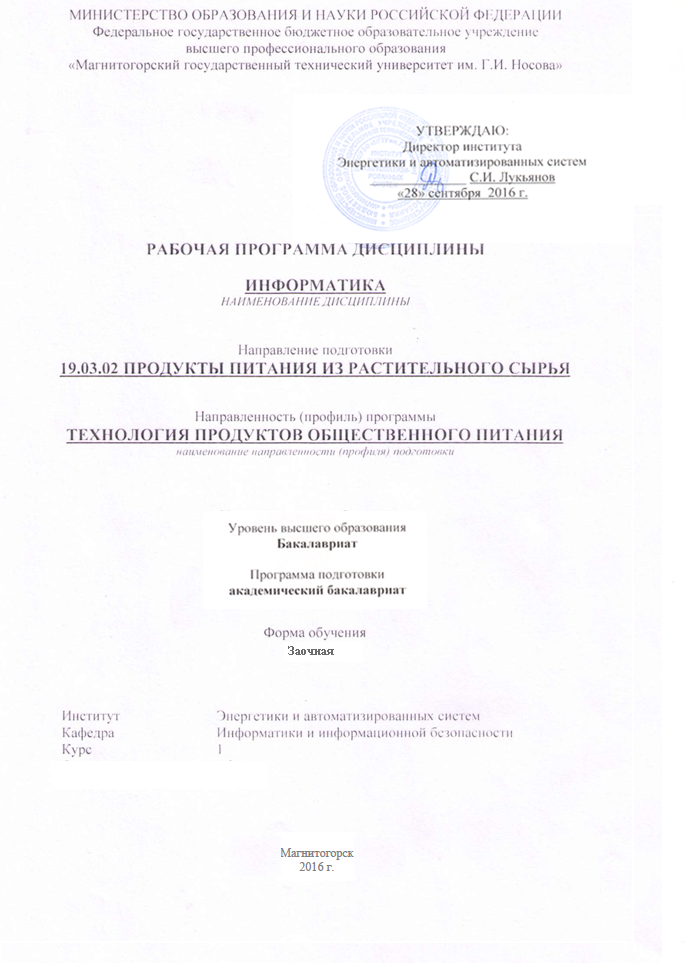 МИНИСТЕРСТВО ОБРАЗОВАНИЯ И НАУКИ РОССИЙСКОЙ ФЕДЕРАЦИИ
Федеральное государственное бюджетное образовательное учреждение
высшего профессионального образования
«Магнитогорский государственный технический университет им. Г.И. Носова»
УТВЕРЖДАЮ:
Директор института
Энергетики и автоматизированных систем
С.И. Лукьянов
«28» сентября 2016 г.
РАБОЧАЯ ПРОГРАММА ДИСЦИПЛИНЫ
ИНФОРМАТИКА
НАИМЕНОВАНИЕ ДИСЦИПЛИНЫ
Направление подготовки
19.03.02 ПРОДУКТЫ ПИТАНИЯ ИЗ РАСТИТЕЛЬНОГО СЫРЬЯ
Направленность (профиль) программы
ТЕХНОЛОГИЯ ПРОДУКТОВ ОБЩЕСТВЕННОГО ПИТАНИЯ
наименование направленности (профиля) подготовки
Уровень высшего образования
Бакалавриат
Программа подготовки
академический бакалавриат
Форма обучения
Заочная
Институт Энергетики и автоматизированных систем
Кафедра Информатики и информационной безопасности
Курс 1
Магнитогорск
2016 г.